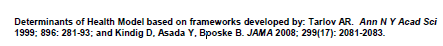 Determinants of Health Model based on frameworks developed by: Tarlov AR. Ann N Y Acad Sci
1999; 896: 281-93; and Kindig D, Asada Y, Bposke B. JAMA 2008; 299(17): 2081-2083.